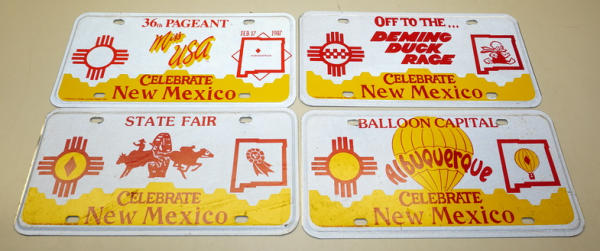 36th PAGEANT
Miss
USA
FEB 17 1987
CELEBRATE
New Mexico
OFF TO THE...
DEMING
DUCK
RACE
CELEBRATE
New Mexico
STATE FAIR
CELEBRATE
New Mexico
BALLOON CAPITAL
Albuquerque
CELEBRATE
New Mexico